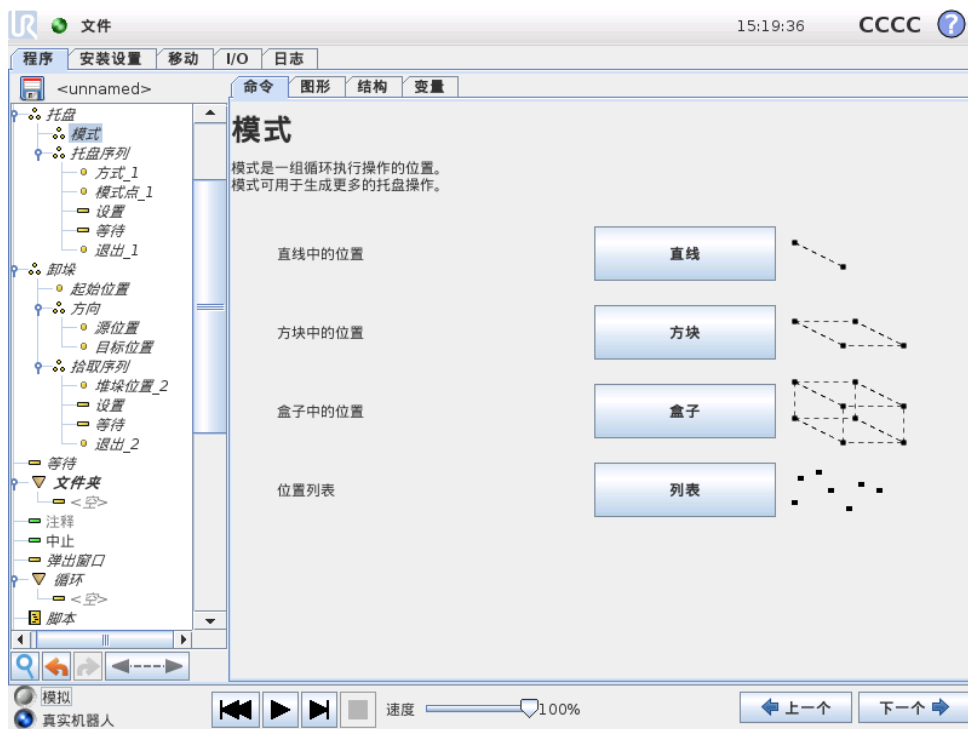 UR 文件 15:19:36 CCCC ?
程序 安装设置 移动 I/O 日志
<unnamed>
托盘
模式
托盘序列
方式_1
模式点_1
设置
等待
退出_1
卸垛
起始位置
方向
源位置
目标位置
拾取序列
堆垛位置_2
设置
等待
退出_2
等待
文件夹
<空>
注释
中止
弹出窗口
循环
<空>
脚本
命令 图形 结构 变量
模式
模式是一组循环执行操作的位置。
模式可用于生成更多的托盘操作。
直线中的位置 直线
方块中的位置 方块
盒子中的位置 盒子
位置列表 列表
模拟
真实机器人
速度 100%
上一个 下一个